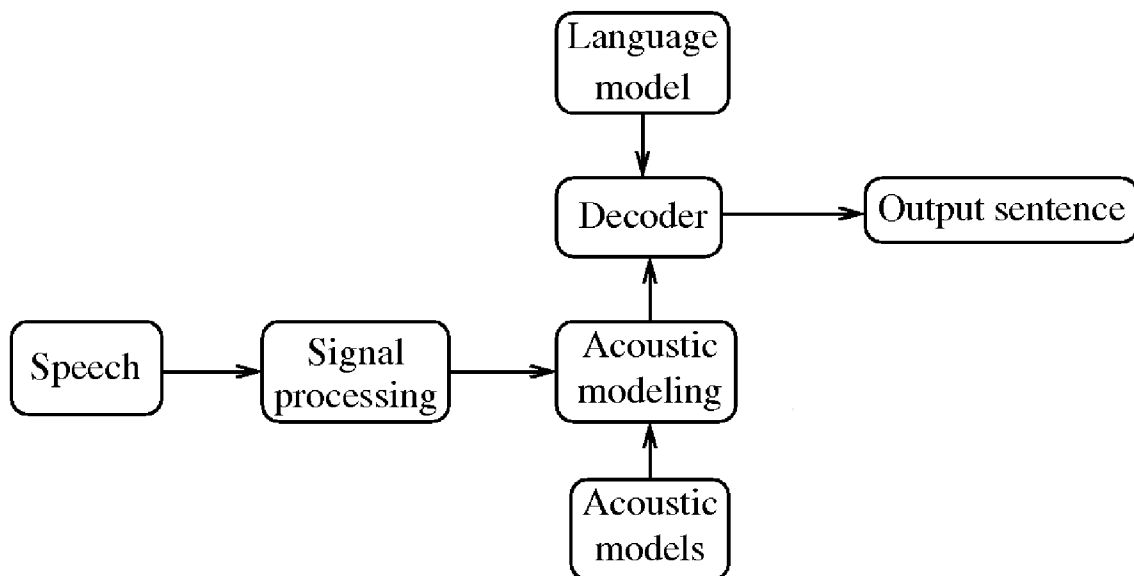 Language
model
Decoder
Output sentence
Speech
Signal
processing
Acoustic
modeling
Acoustic
models